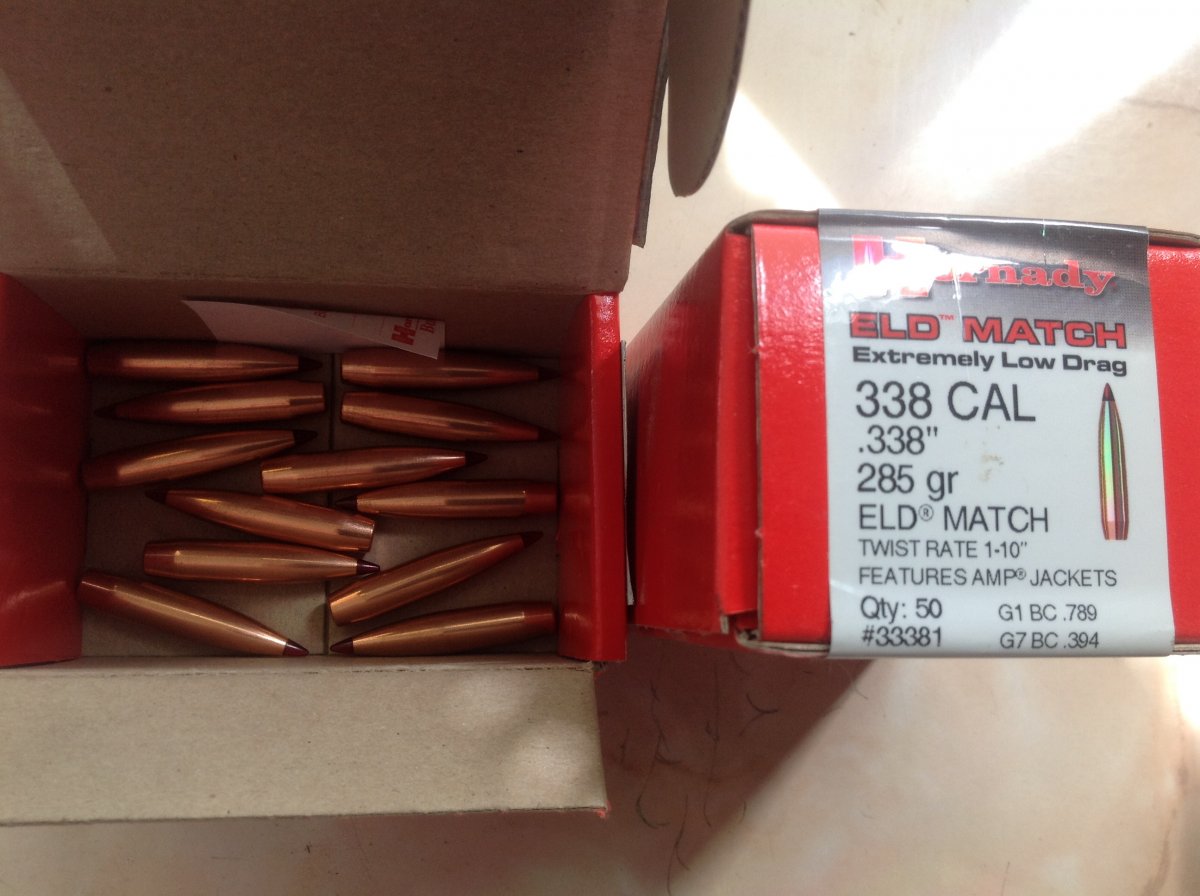 Hornady
ELD™ MATCH
Extremely Low Drag
338 CAL
.338"
285 gr
ELD® MATCH
TWIST RATE 1-10"
FEATURES AMP® JACKETS
Qty: 50 G1 BC .789
#33381 G7 BC .394